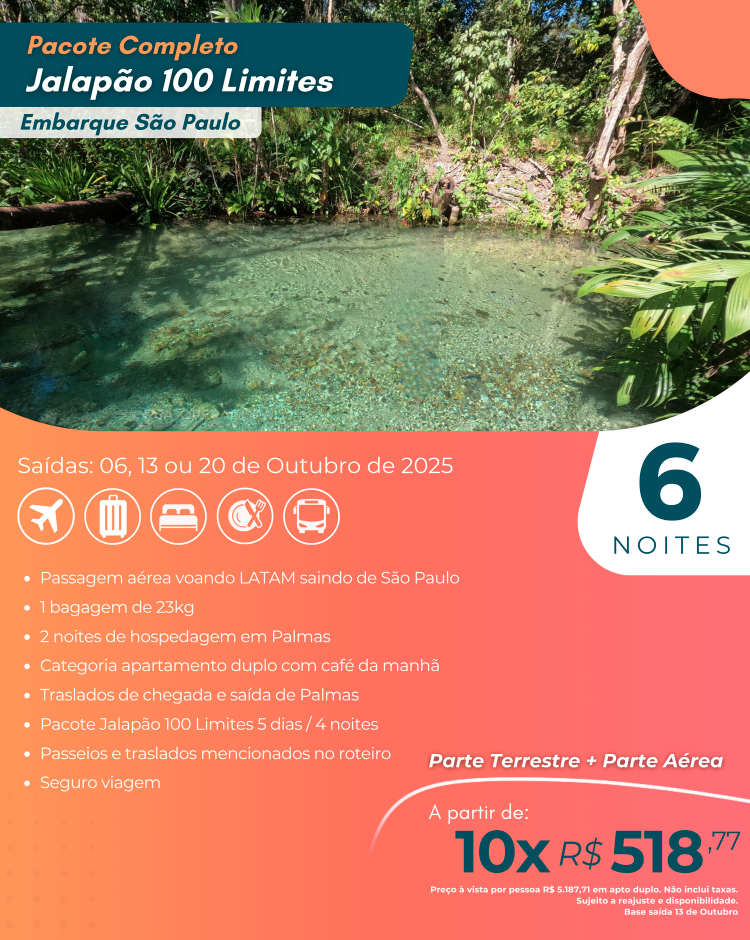 Pacote Completo
Jalapão 100 Limites
Embarque São Paulo
Saídas: 06, 13 ou 20 de Outubro de 2025
6
NOITES
• Passagem aérea voando LATAM saindo de São Paulo
• 1 bagagem de 23kg
• 2 noites de hospedagem em Palmas
• Categoria apartamento duplo com café da manhã
• Traslados de chegada e saída de Palmas
• Pacote Jalapão 100 Limites 5 dias / 4 noites
• Passeios e traslados mencionados no roteiro
• Seguro viagem
Parte Terrestre + Parte Aérea
A partir de:
10x R$ 518,77
Preço à vista por pessoa R$ 5.187,71 em apto duplo. Não inclui taxas.
Sujeito a reajuste e disponibilidade.
Base saída 13 de Outubro